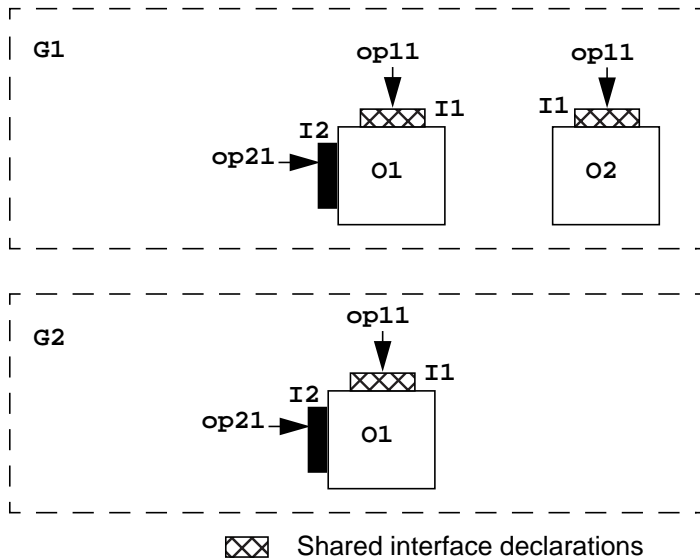 G1
op11 op11
I1 I1
I2
op21 O1 O2
G2
op11
I1
I2
op21 O1
Shared interface declarations